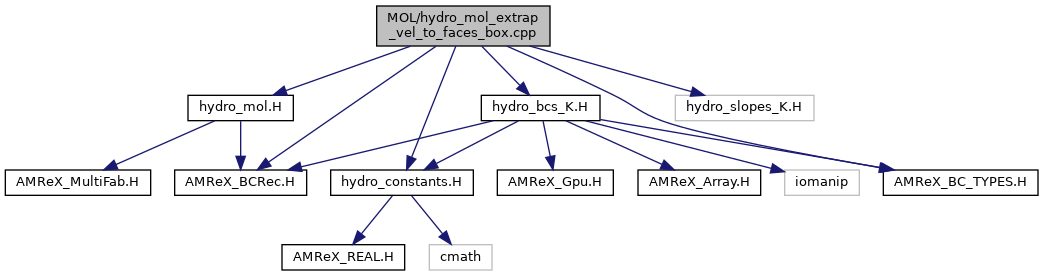 MOL/hydro_mol_extrap
_vel_to_faces_box.cpp
hydro_mol.H
hydro_bcs_K.H
hydro_slopes_K.H
AMReX_MultiFab.H
AMReX_BCRec.H
hydro_constants.H
AMReX_Gpu.H
AMReX_Array.H
iomanip
AMReX_BC_TYPES.H
AMReX_REAL.H
cmath